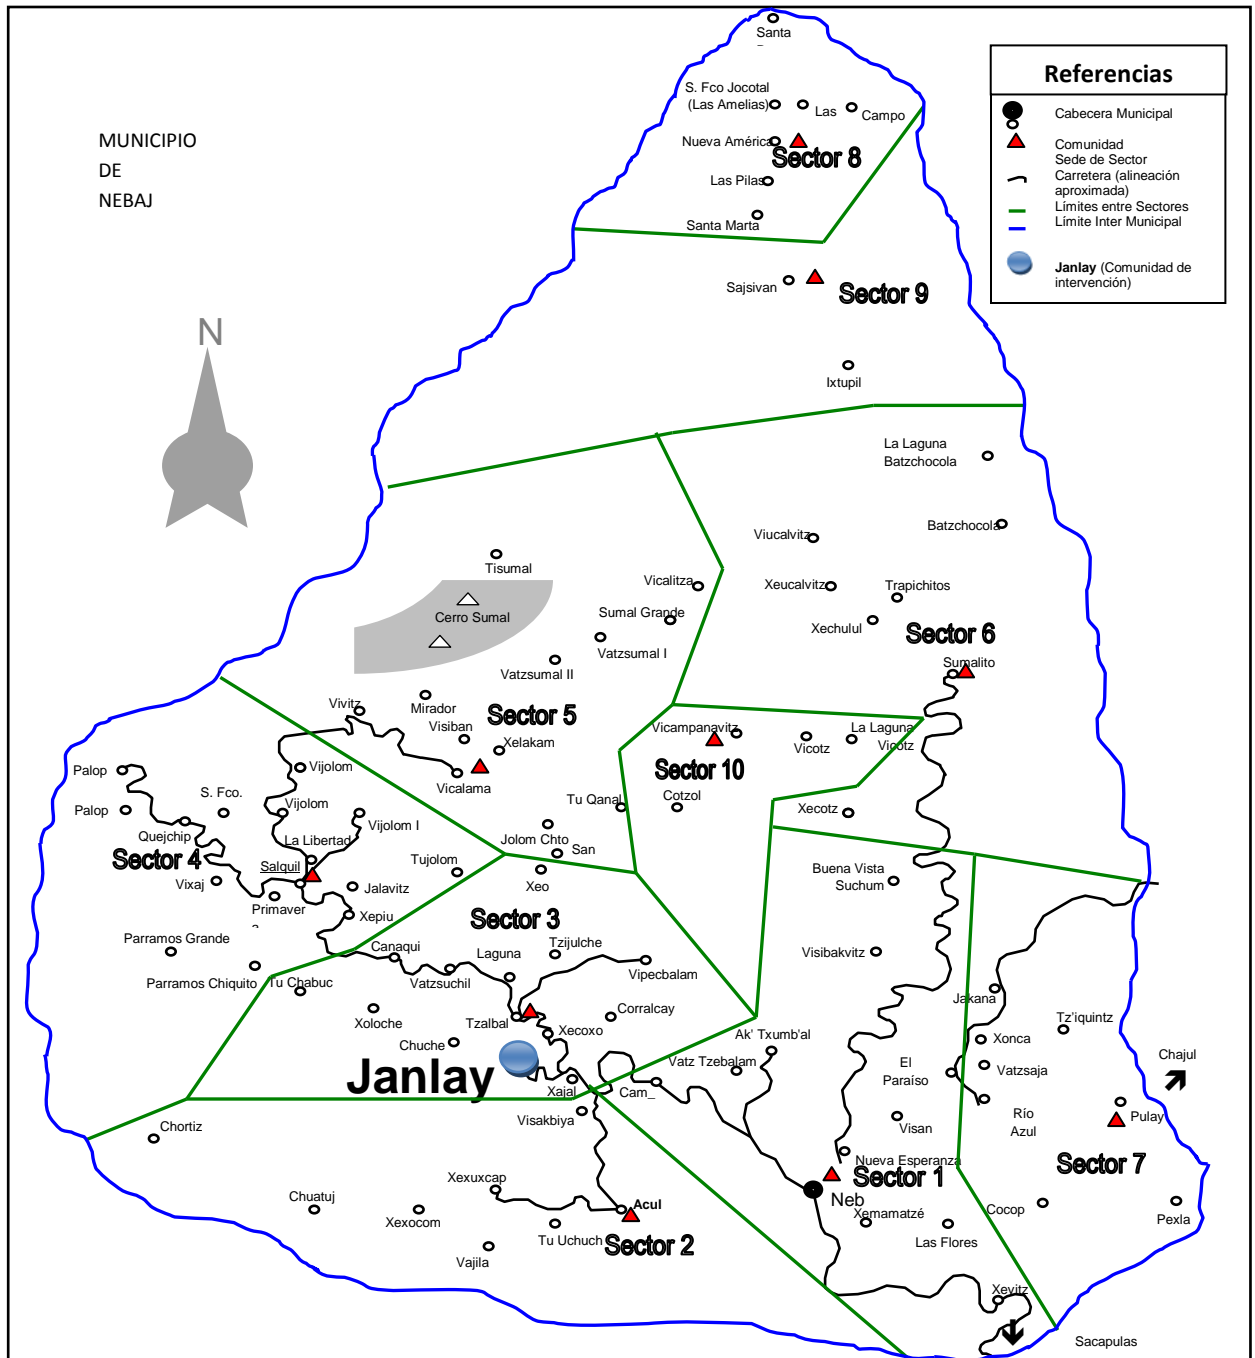 Santa
Referencias
S. Fco Jocotal
(Las Amelias)
Las
Campo
Cabecera Municipal
MUNICIPIO
DE
NEBAJ
Nueva América
Sector 8
Comunidad
Sede de Sector
Carretera (alineación
aproximada)
Límites entre Sectores
Límite Inter Municipal
Las Pilas
Santa Marta
Janlay (Comunidad de
intervención)
Sajsivan
Sector 9
N
Ixtupil
La Laguna
Batzchocola
Batzchocola
Viucalvitz
Tisumal
Vicalitza
Xeucalvitz
Trapichitos
Cerro Sumal
Sumal Grande
Xechulul
Sector 6
Vatzsumal I
Sumalito
Vatzsumal II
Vivitz
Mirador
Sector 5
Visiban
Xelakam
Vicampanavitz
La Laguna
Vicotz
Vicotz
Sector 10
Palop
Vijolom
Vicalama
S. Fco.
Palop
Vijolom
Vijolom I
Tu Qanal
Cotzol
Xecotz
Quejchip
La Libertad
Jolom Chto
San
Sector 4
Salquil
Tujolom
Xeo
Buena Vista
Suchum
Vixaj
Jalavitz
Primaver
Xepiu
Sector 3
Parramos Grande
Canaqui
Laguna
Tzijulche
Visibakvitz
Parramos Chiquito
Tu Chabuc
Vatzsuchil
Vipecbalam
Jakana
Xoloche
Tzalbal
Corralcay
Xecoxo
Ak' Txumb'al
Tz'iquintz
Chuche
Xonca
Chajul
Janlay
Vatz Tzebalam
El
Paraíso
Vatzsaja
Xajal
Cam_
Visakbiya
Río
Azul
Pulay
Chortiz
Visan
Nueva Esperanza
Sector 7
Xexuxcap
Sector 1
Chuatuj
Acul
Neb
Xexocom
Xemamatzé
Cocop
Pexla
Tu Uchuch
Sector 2
Las Flores
Vajila
Xevitz
Sacapulas